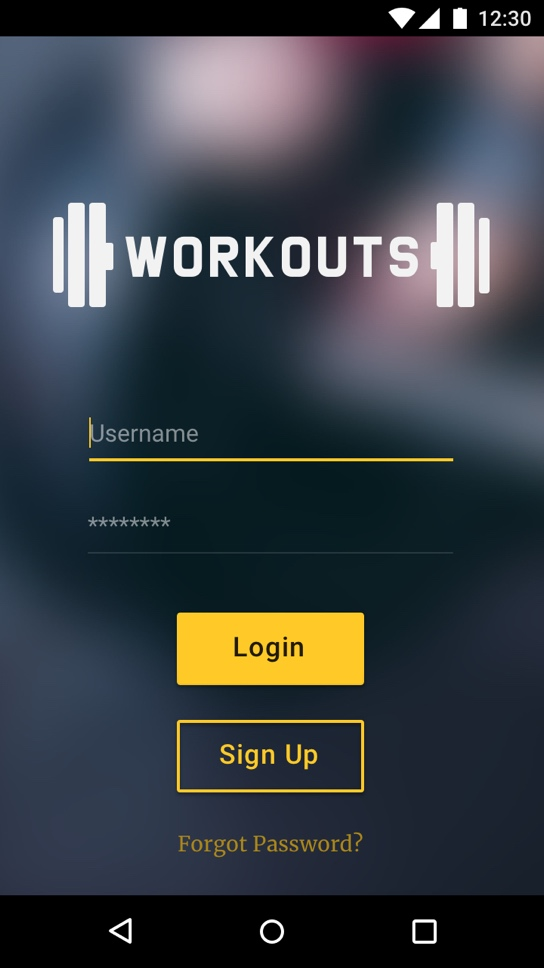 12:30
WORKOUTS
Username
********
Login
Sign Up
Forgot Password?